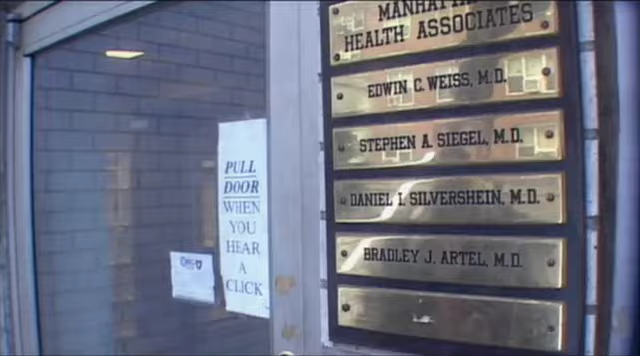 HEALTH ASSOCIATES
EDWIN C. WEISS, M.D.
STEPHEN A. SIEGEL, M.D.
DANIEL I. SILVERSHEIN, M.D.
BRADLEY J. ARTEL, M.D.
PULL
DOOR
WHEN
YOU
HEAR
A
CLICK